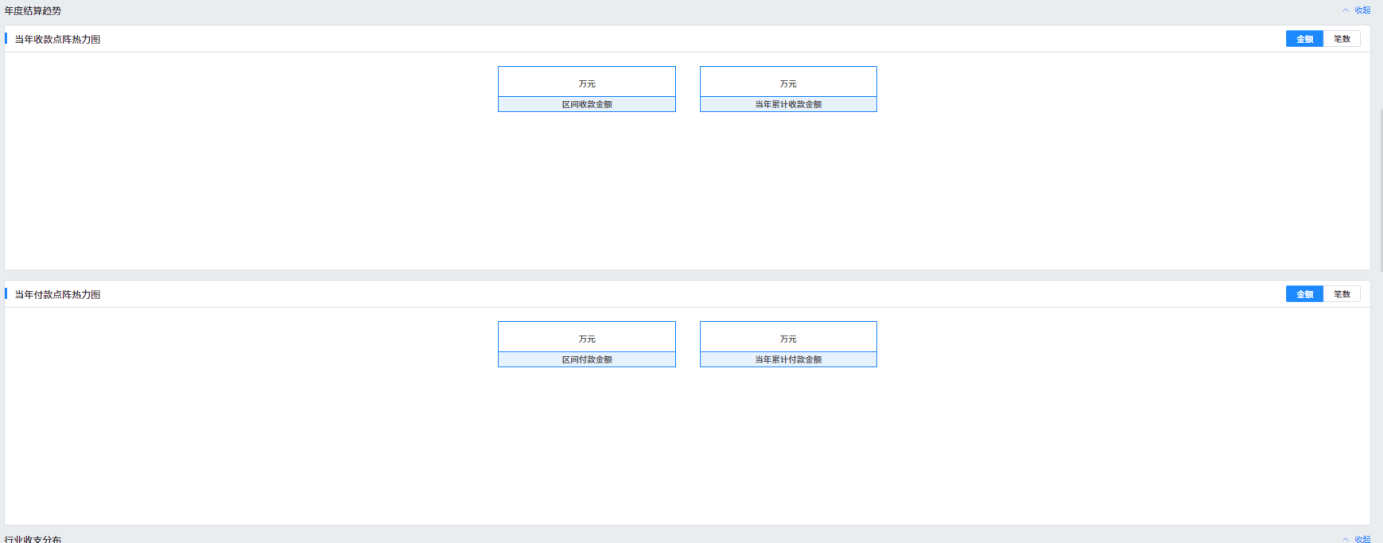 年度结算趋势
收起
当年收款点阵热力图
金额 笔数
万元 万元
区间收款金额 当年累计收款金额
当年付款点阵热力图
金额 笔数
万元 万元
区间付款金额 当年累计付款金额
行业收支分布
收起